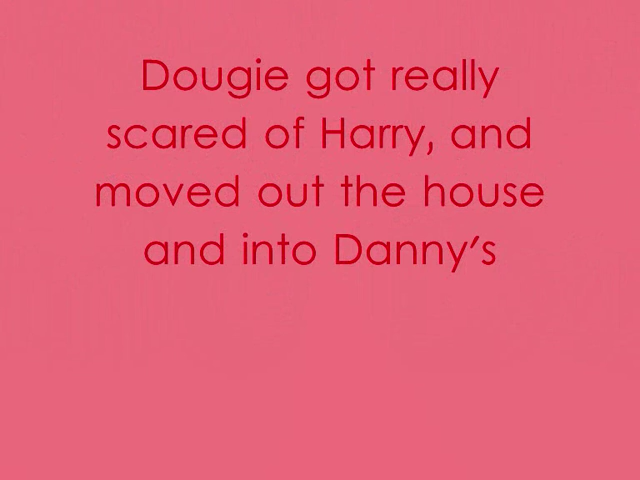 Dougie got really
scared of Harry, and
moved out the house
and into Danny's